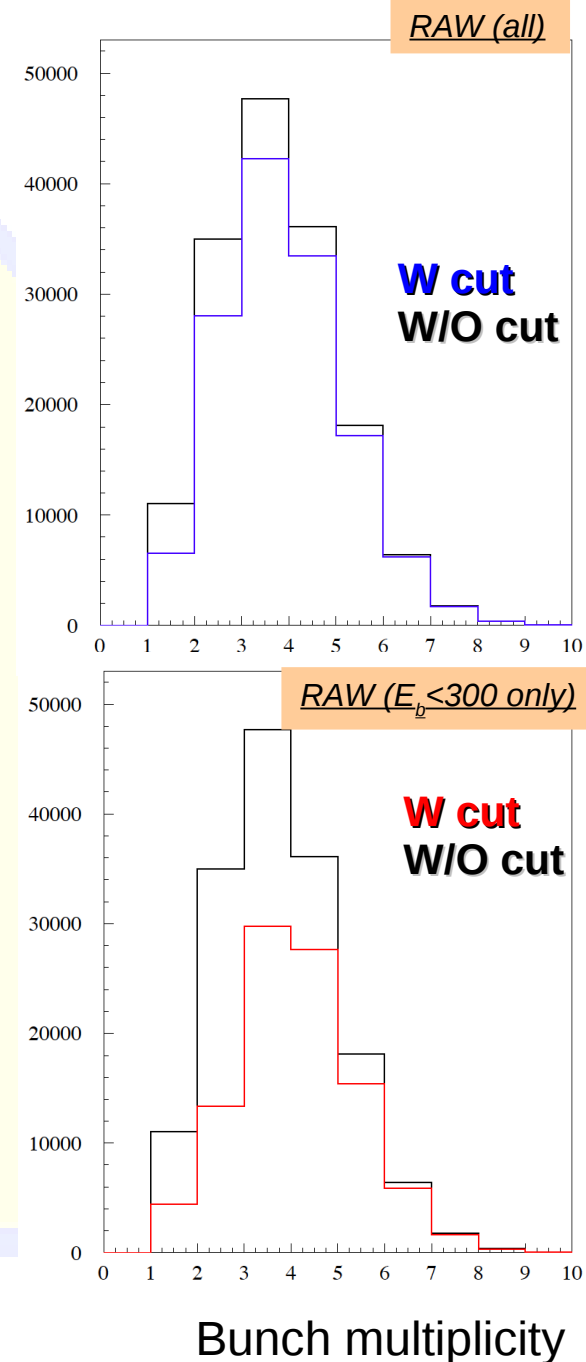 RAW (all)
50000
40000
30000
20000
10000
0
W cut
W/O cut
0 1 2 3 4 5 6 7 8 9 10
RAW (E_b<300 only)
50000
40000
30000
20000
10000
0
W cut
W/O cut
0 1 2 3 4 5 6 7 8 9 10
Bunch multiplicity